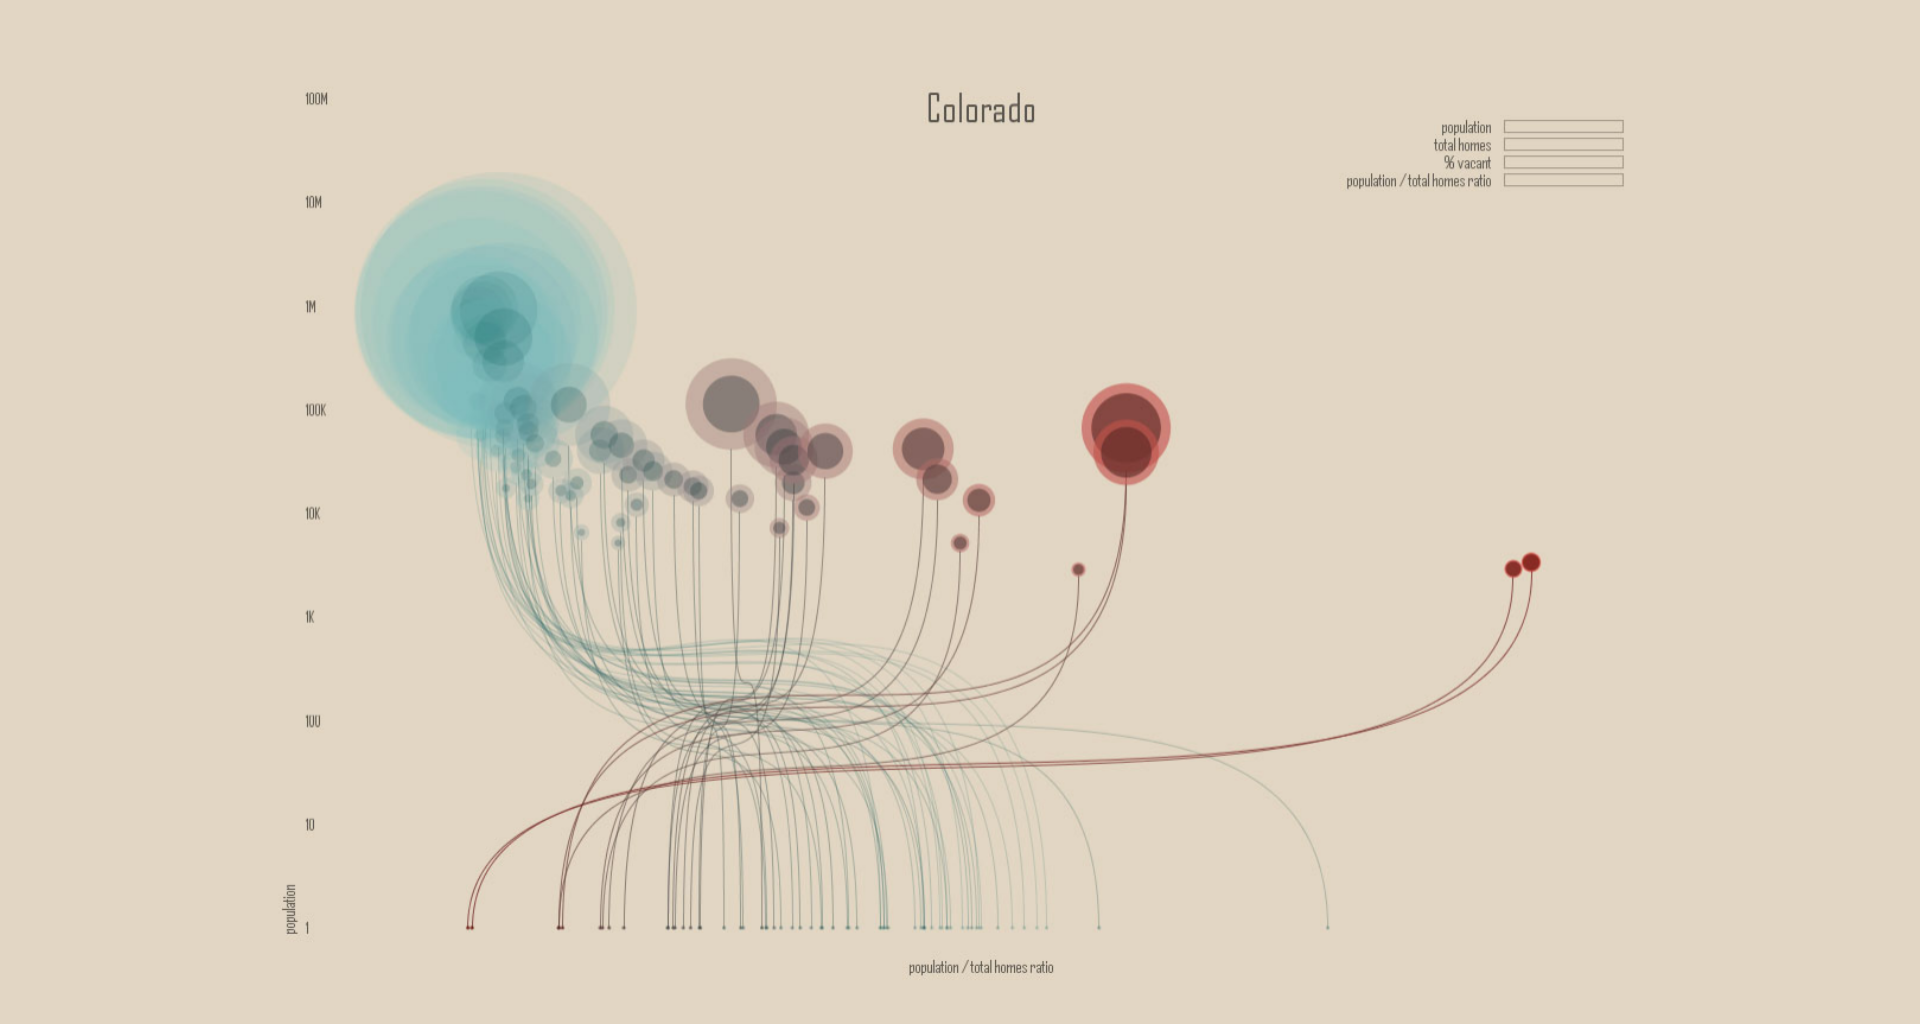 Colorado
population
total homes
% vacant
population / total homes ratio
100M
10M
1M
100K
10K
1K
100
10
1
population
population / total homes ratio